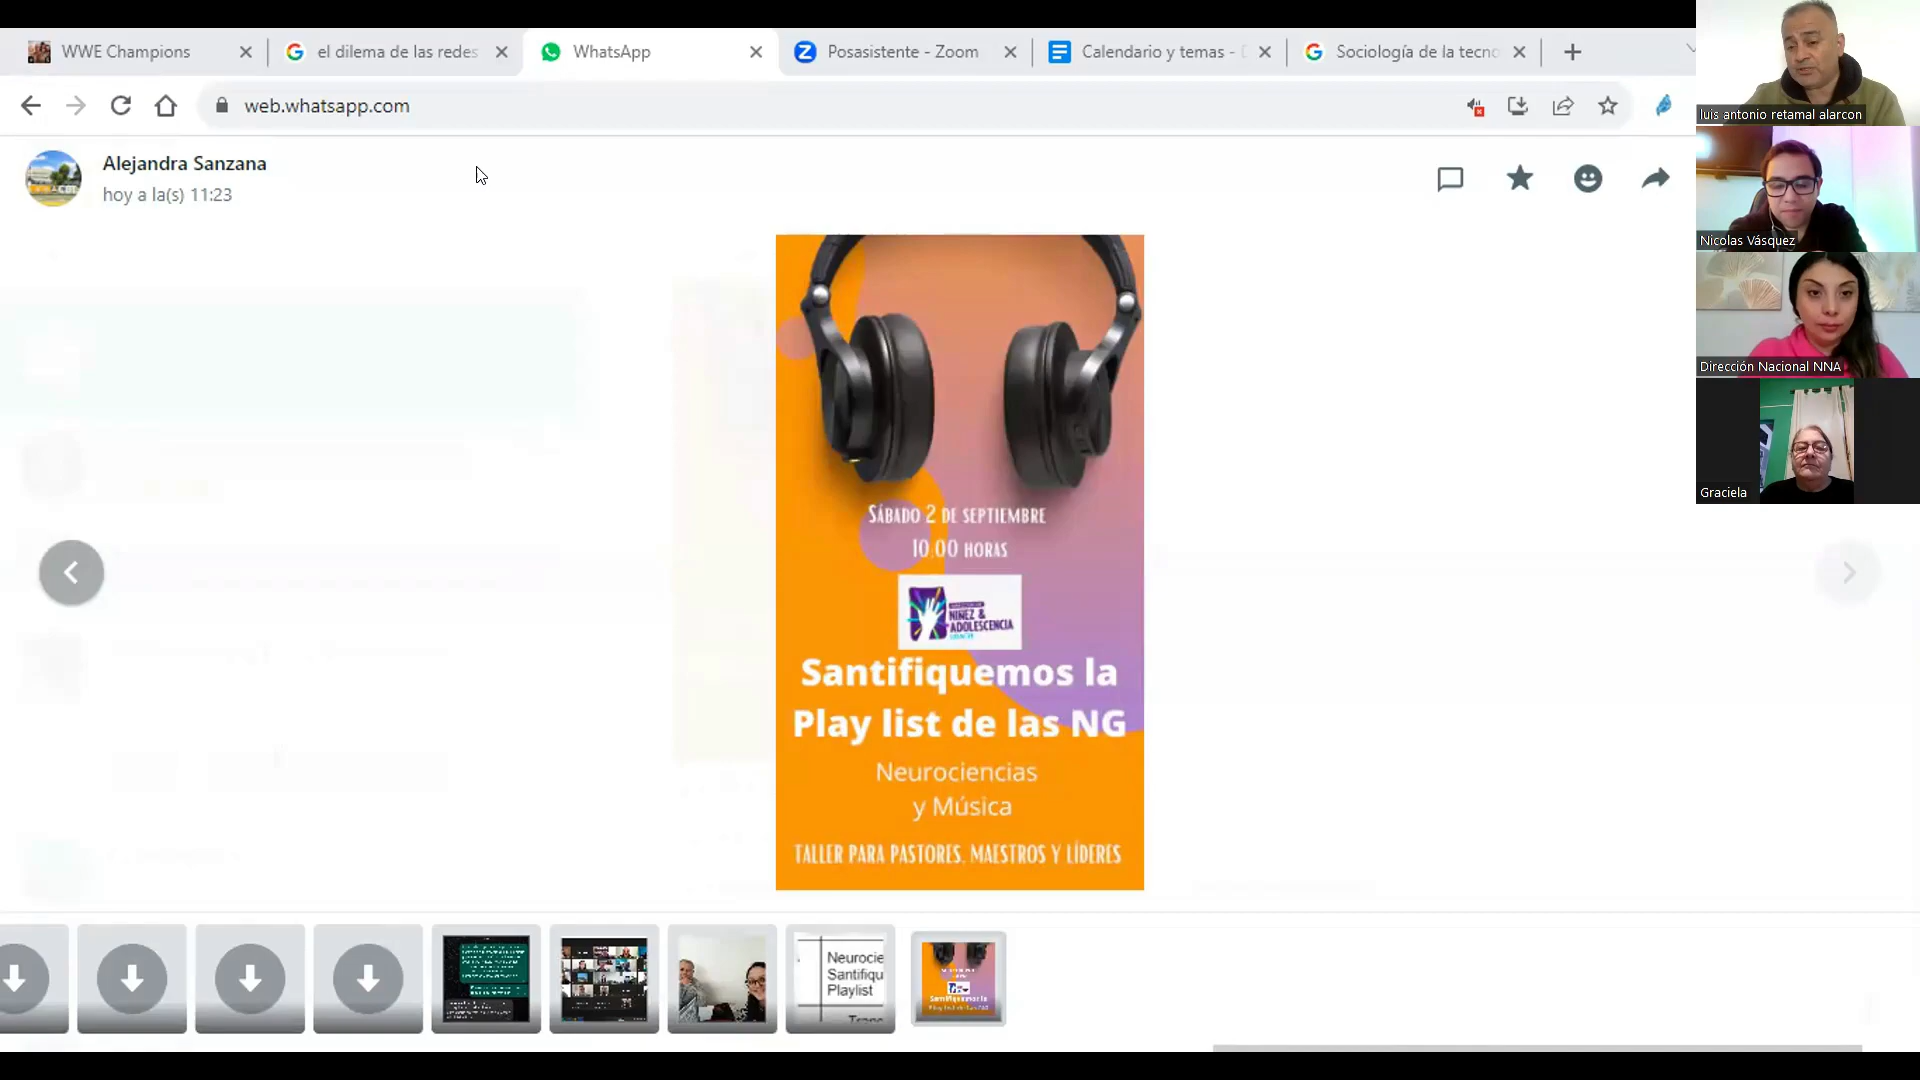 WWE Champions
el dilema de las redes
WhatsApp
Posasistente - Zoom
Calendario y temas -
Sociología de la tecno
web.whatsapp.com
Alejandra Sanzana
hoy a la(s) 11:23
SÁBADO 2 DE SEPTIEMBRE
10.00 HORAS
NIÑEZ &
ADOLESCENCIA
Santifiquemos la
Play list de las NG
Neurociencias
y Música
TALLER PARA PASTORES, MAESTROS Y LÍDERES
Neurocie
Santifiqu
Playlist
luis antonio retamal alarcon
Nicolas Vásquez
Dirección Nacional NNA
Graciela